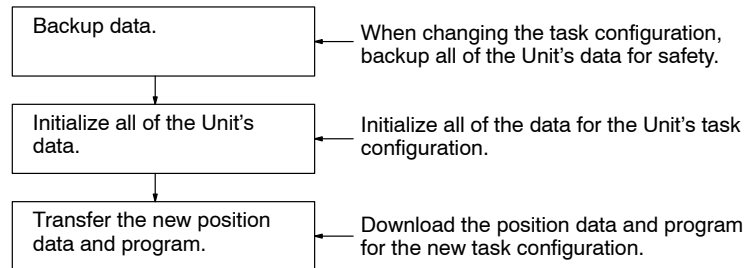 Backup data.
When changing the task configuration,
backup all of the Unit’s data for safety.
Initialize all of the Unit’s
data.
Initialize all of the data for the Unit’s task
configuration.
Transfer the new position
data and program.
Download the position data and program
for the new task configuration.